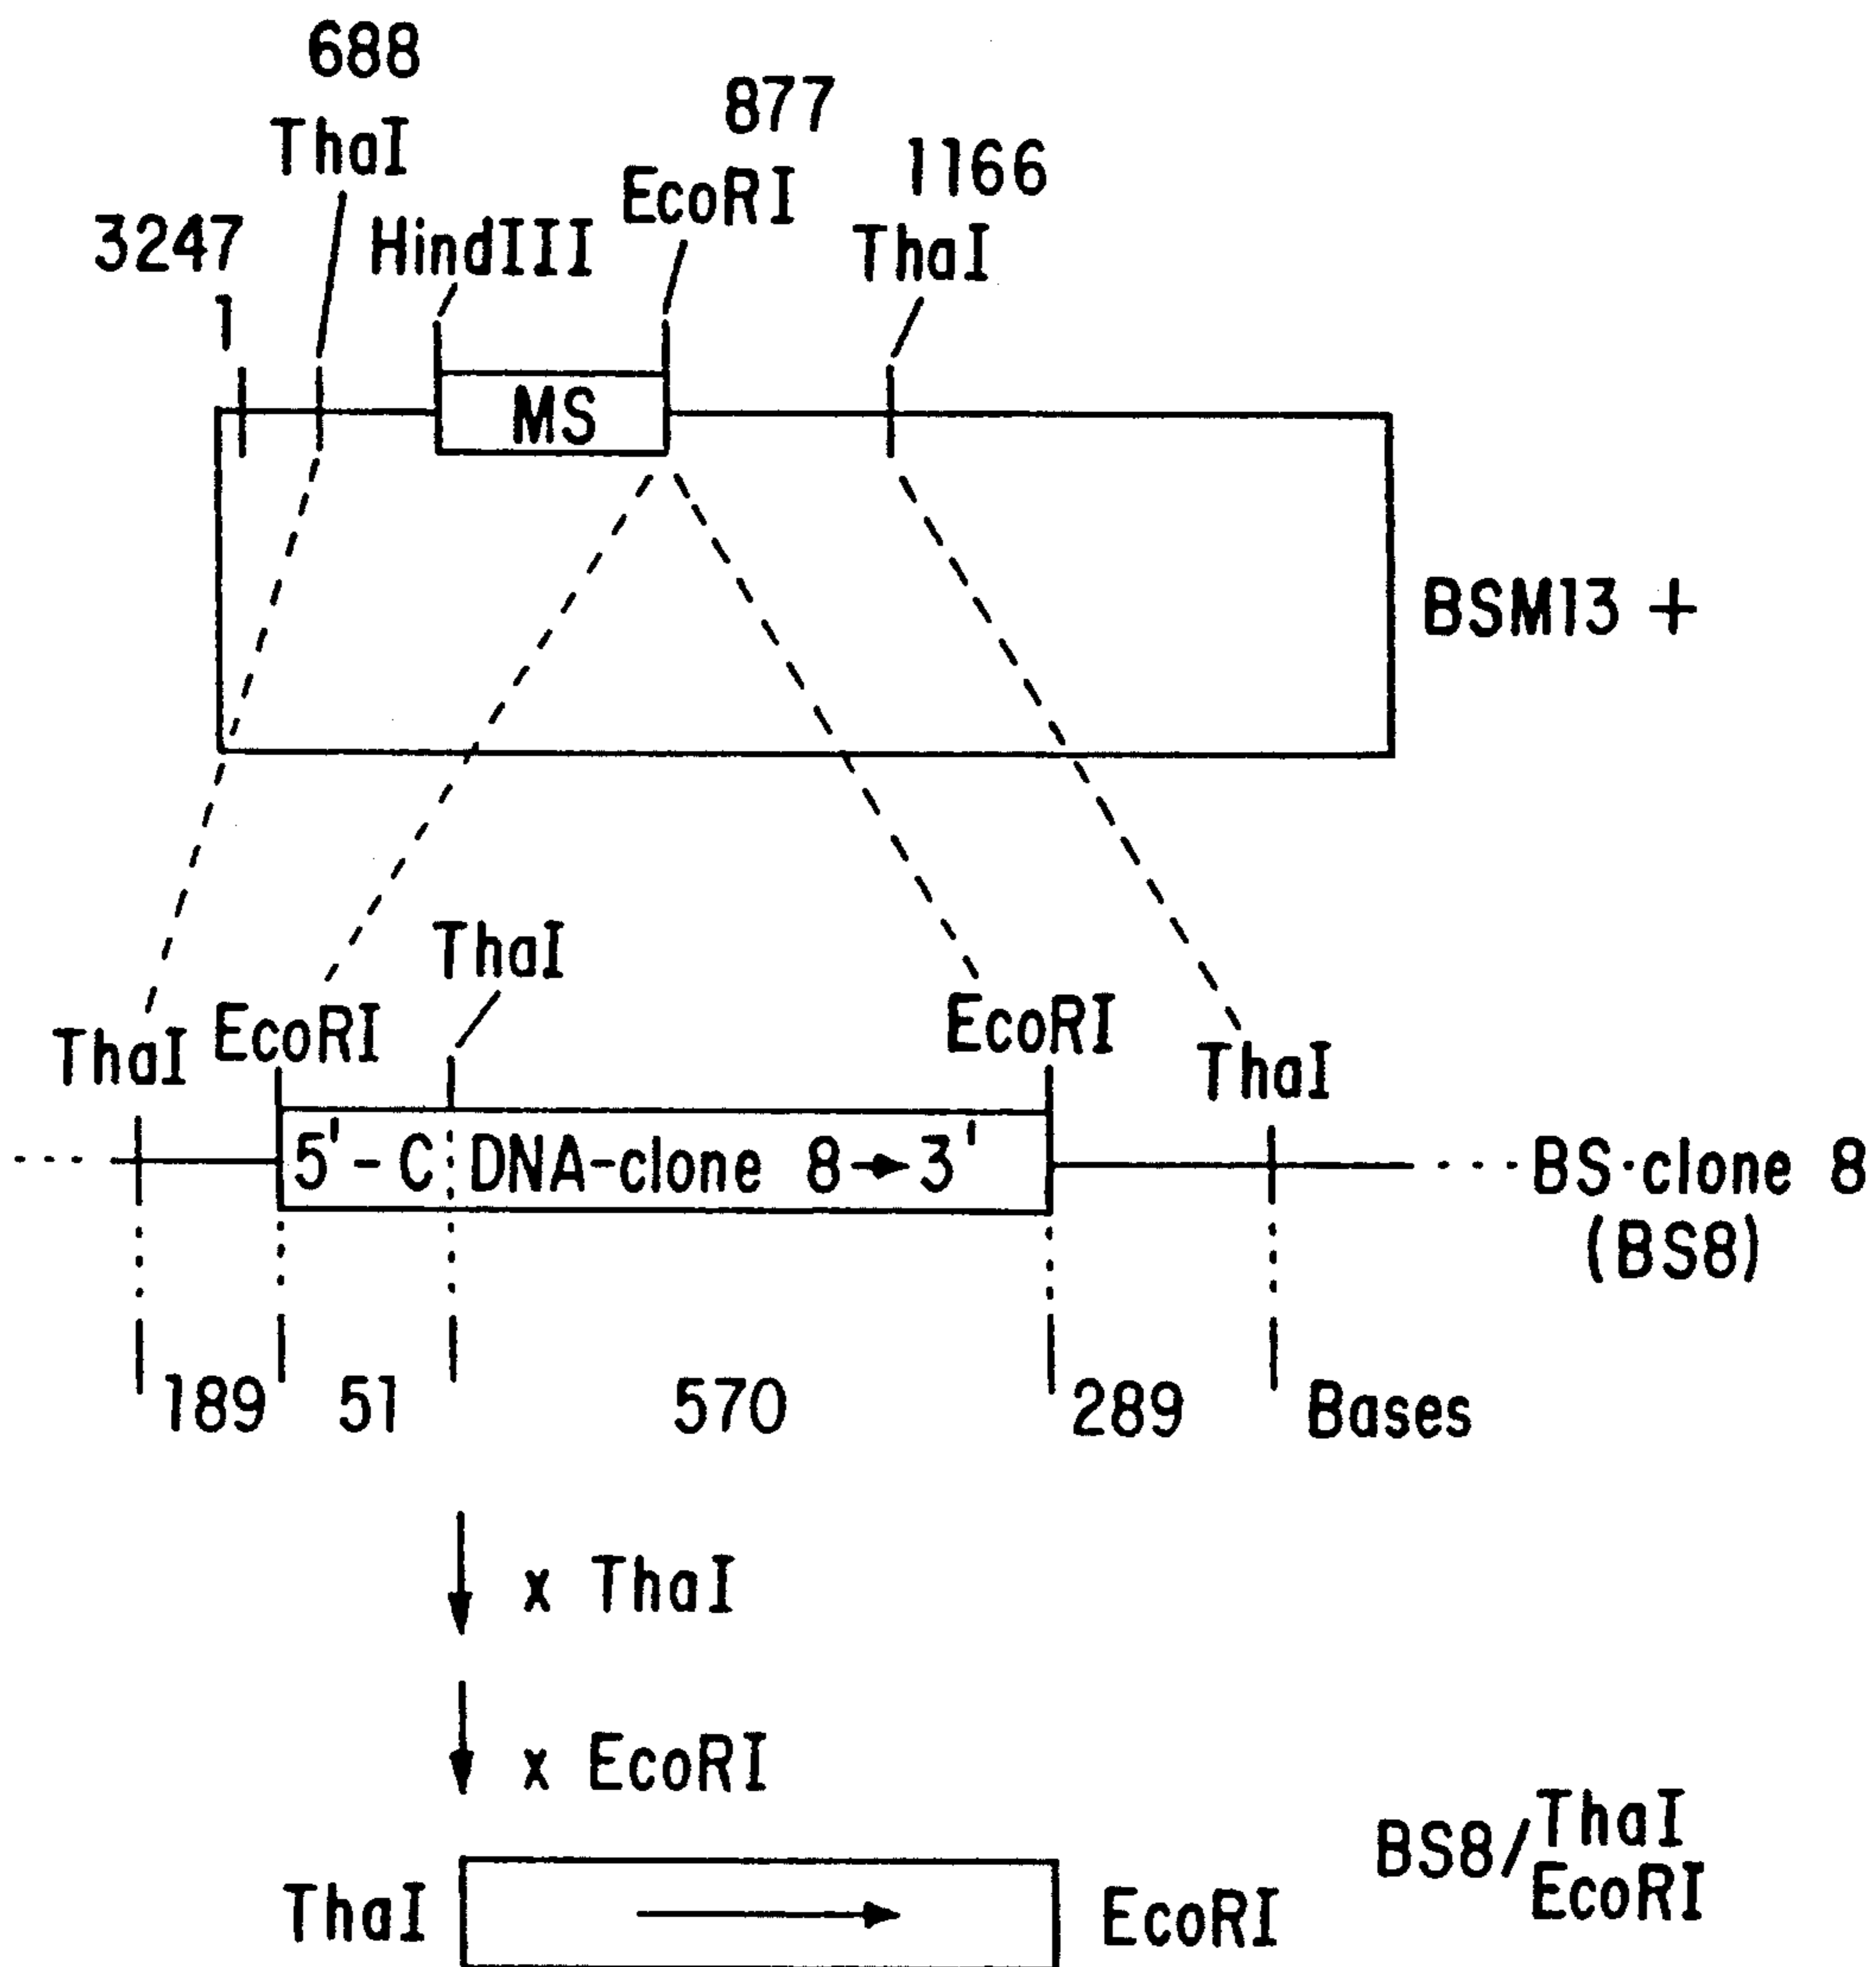 688
ThaI
877
EcoRI
1166
ThaI
3247
1
HindIII
MS
BSM13 +
ThaI
EcoRI
ThaI
EcoRI
ThaI
5' - C DNA-clone 8→3'
BS·clone 8
(BS8)
189 51 570 289 Bases
x ThaI
x EcoRI
BS8/ThaI
EcoRI
ThaI → EcoRI